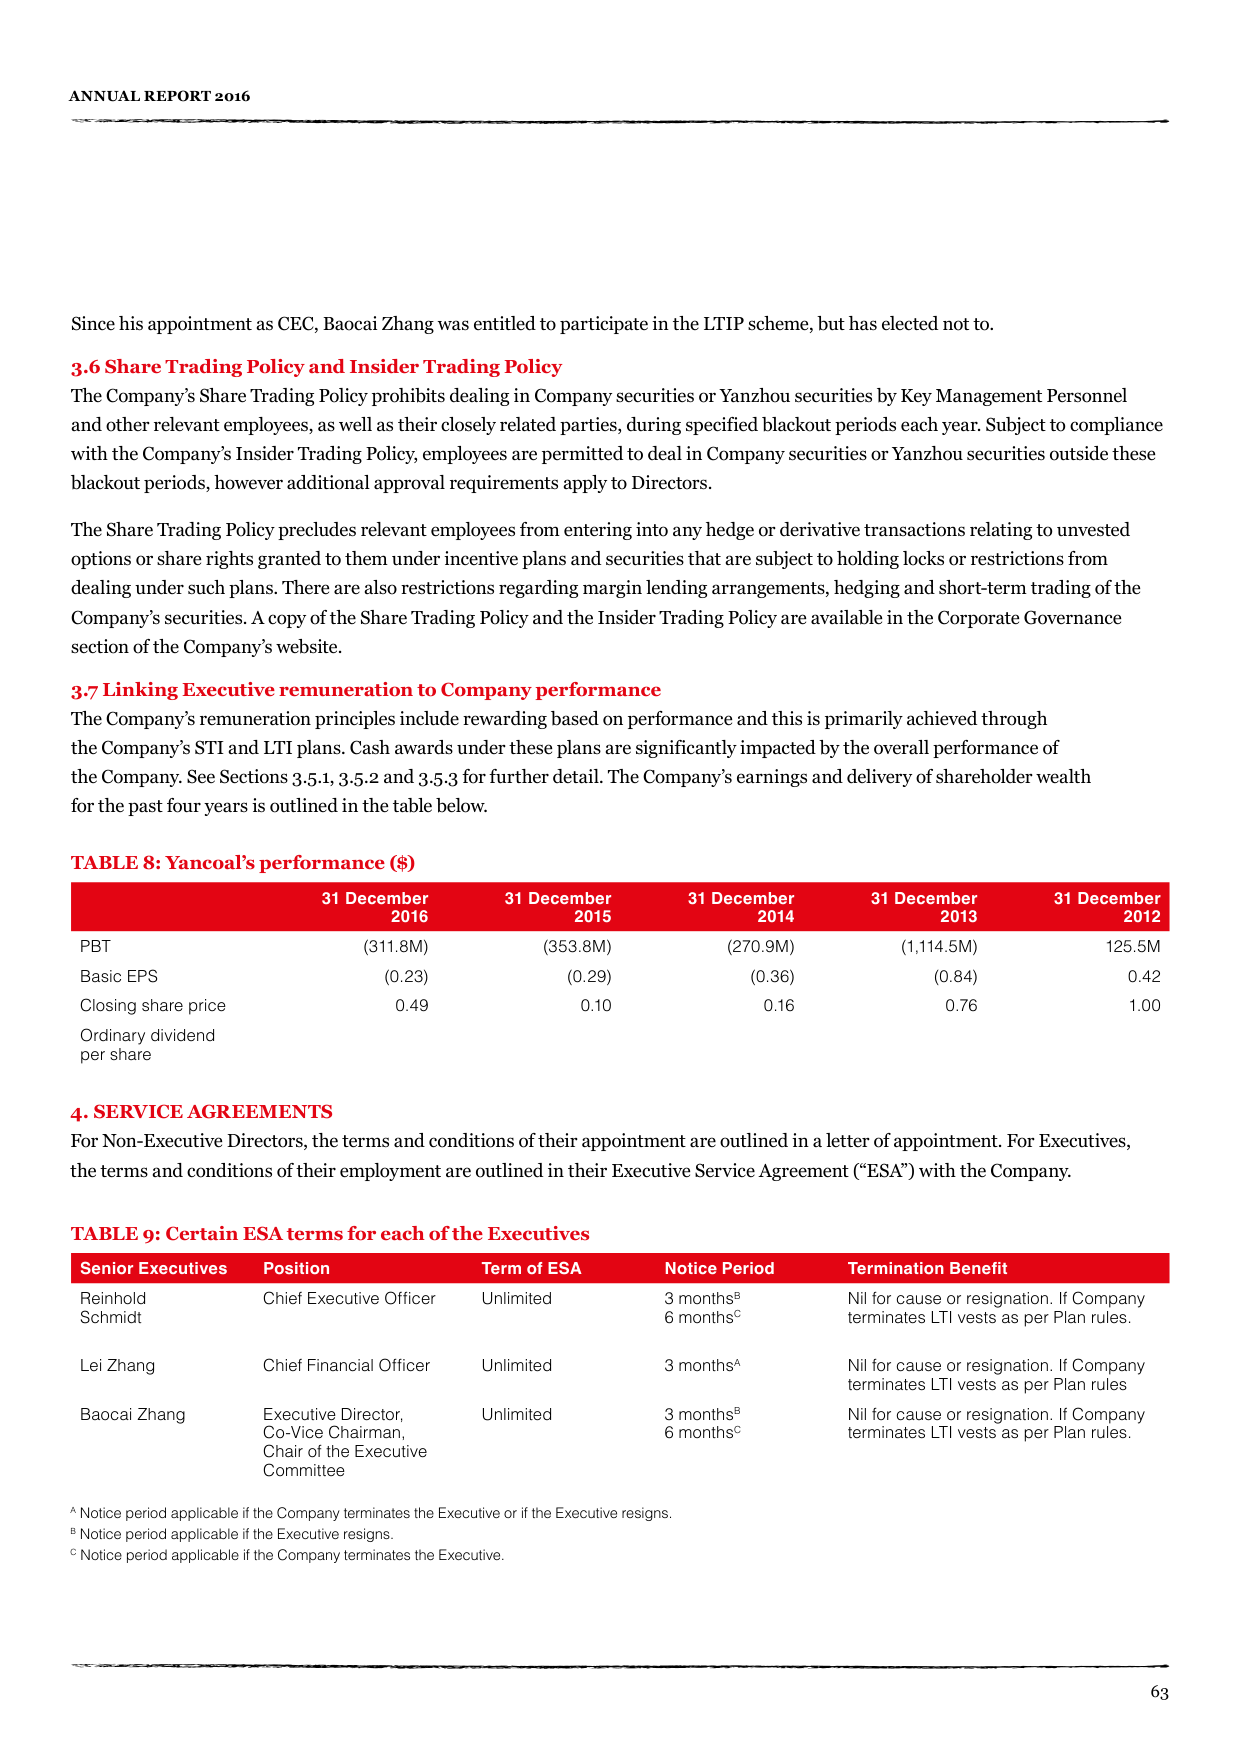 ANNUAL REPORT 2016
Since his appointment as CEC, Baocai Zhang was entitled to participate in the LTIP scheme, but has elected not to.
3.6 Share Trading Policy and Insider Trading Policy
The Company’s Share Trading Policy prohibits dealing in Company securities or Yanzhou securities by Key Management Personnel
and other relevant employees, as well as their closely related parties, during specified blackout periods each year. Subject to compliance
with the Company’s Insider Trading Policy, employees are permitted to deal in Company securities or Yanzhou securities outside these
blackout periods, however additional approval requirements apply to Directors.
The Share Trading Policy precludes relevant employees from entering into any hedge or derivative transactions relating to unvested
options or share rights granted to them under incentive plans and securities that are subject to holding locks or restrictions from
dealing under such plans. There are also restrictions regarding margin lending arrangements, hedging and short-term trading of the
Company’s securities. A copy of the Share Trading Policy and the Insider Trading Policy are available in the Corporate Governance
section of the Company’s website.
3.7 Linking Executive remuneration to Company performance
The Company’s remuneration principles include rewarding based on performance and this is primarily achieved through
the Company’s STI and LTI plans. Cash awards under these plans are significantly impacted by the overall performance of
the Company. See Sections 3.5.1, 3.5.2 and 3.5.3 for further detail. The Company’s earnings and delivery of shareholder wealth
for the past four years is outlined in the table below.
TABLE 8: Yancoal’s performance ($)
31 December 31 December 31 December 31 December 31 December
2016 2015 2014 2013 2012
PBT (311.8M) (353.8M) (270.9M) (1,114.5M) 125.5M
Basic EPS (0.23) (0.29) (0.36) (0.84) 0.42
Closing share price 0.49 0.10 0.16 0.76 1.00
Ordinary dividend
per share
4. SERVICE AGREEMENTS
For Non-Executive Directors, the terms and conditions of their appointment are outlined in a letter of appointment. For Executives,
the terms and conditions of their employment are outlined in their Executive Service Agreement (“ESA”) with the Company.
TABLE 9: Certain ESA terms for each of the Executives
Senior Executives Position Term of ESA Notice Period Termination Benefit
Reinhold Chief Executive Officer Unlimited 3 monthsᴮ Nil for cause or resignation. If Company
Schmidt 6 monthsC terminates LTI vests as per Plan rules.
Lei Zhang Chief Financial Officer Unlimited 3 monthsᴬ Nil for cause or resignation. If Company
terminates LTI vests as per Plan rules
Baocai Zhang Executive Director, Unlimited 3 monthsᴮ Nil for cause or resignation. If Company
Co-Vice Chairman, 6 monthsC terminates LTI vests as per Plan rules.
Chair of the Executive
Committee
ᴬ Notice period applicable if the Company terminates the Executive or if the Executive resigns.
ᴮ Notice period applicable if the Executive resigns.
C Notice period applicable if the Company terminates the Executive.
63